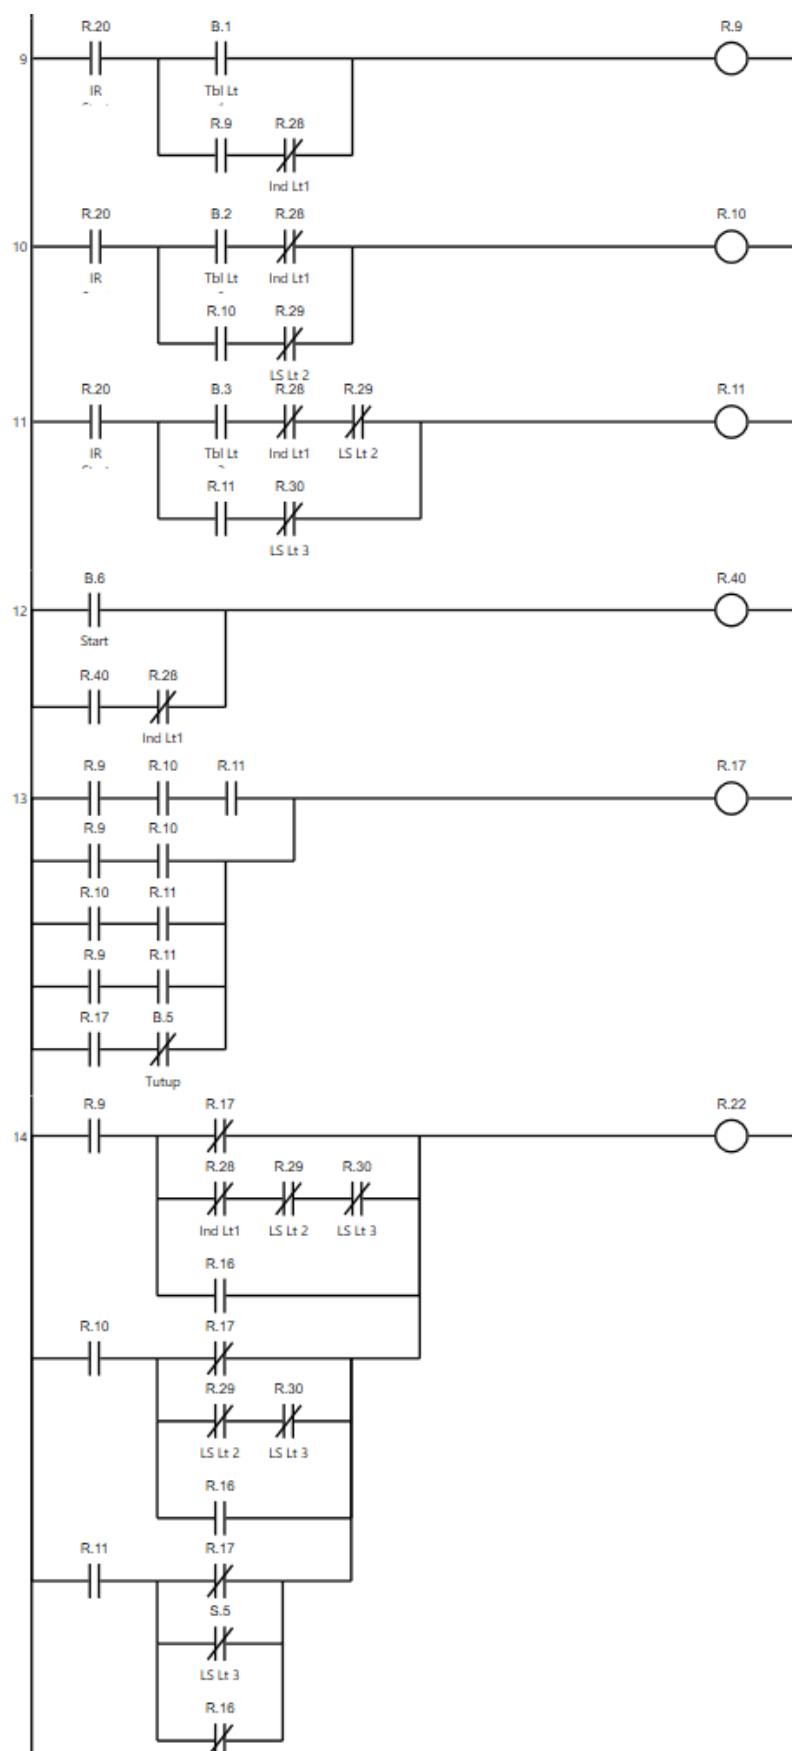 R.20 B.1 R.9
9
IR Tbl Lt
R.9 R.28
Ind Lt1
R.20 B.2 R.28 R.10
10
IR Tbl Lt Ind Lt1
R.10 R.29
LS Lt 2
R.20 B.3 R.28 R.29 R.11
11
IR Tbl Lt Ind Lt1 LS Lt 2
R.11 R.30
LS Lt 3
B.6 R.40
12
Start
R.40 R.28
Ind Lt1
R.9 R.10 R.11 R.17
13
R.9 R.10
R.10 R.11
R.9 R.11
R.17 B.5
Tutup
R.9 R.17 R.22
14
R.28 R.29 R.30
Ind Lt1 LS Lt 2 LS Lt 3
R.16
R.10 R.17
R.29 R.30
LS Lt 2 LS Lt 3
R.16
R.11 R.17
S.5
LS Lt 3
R.16